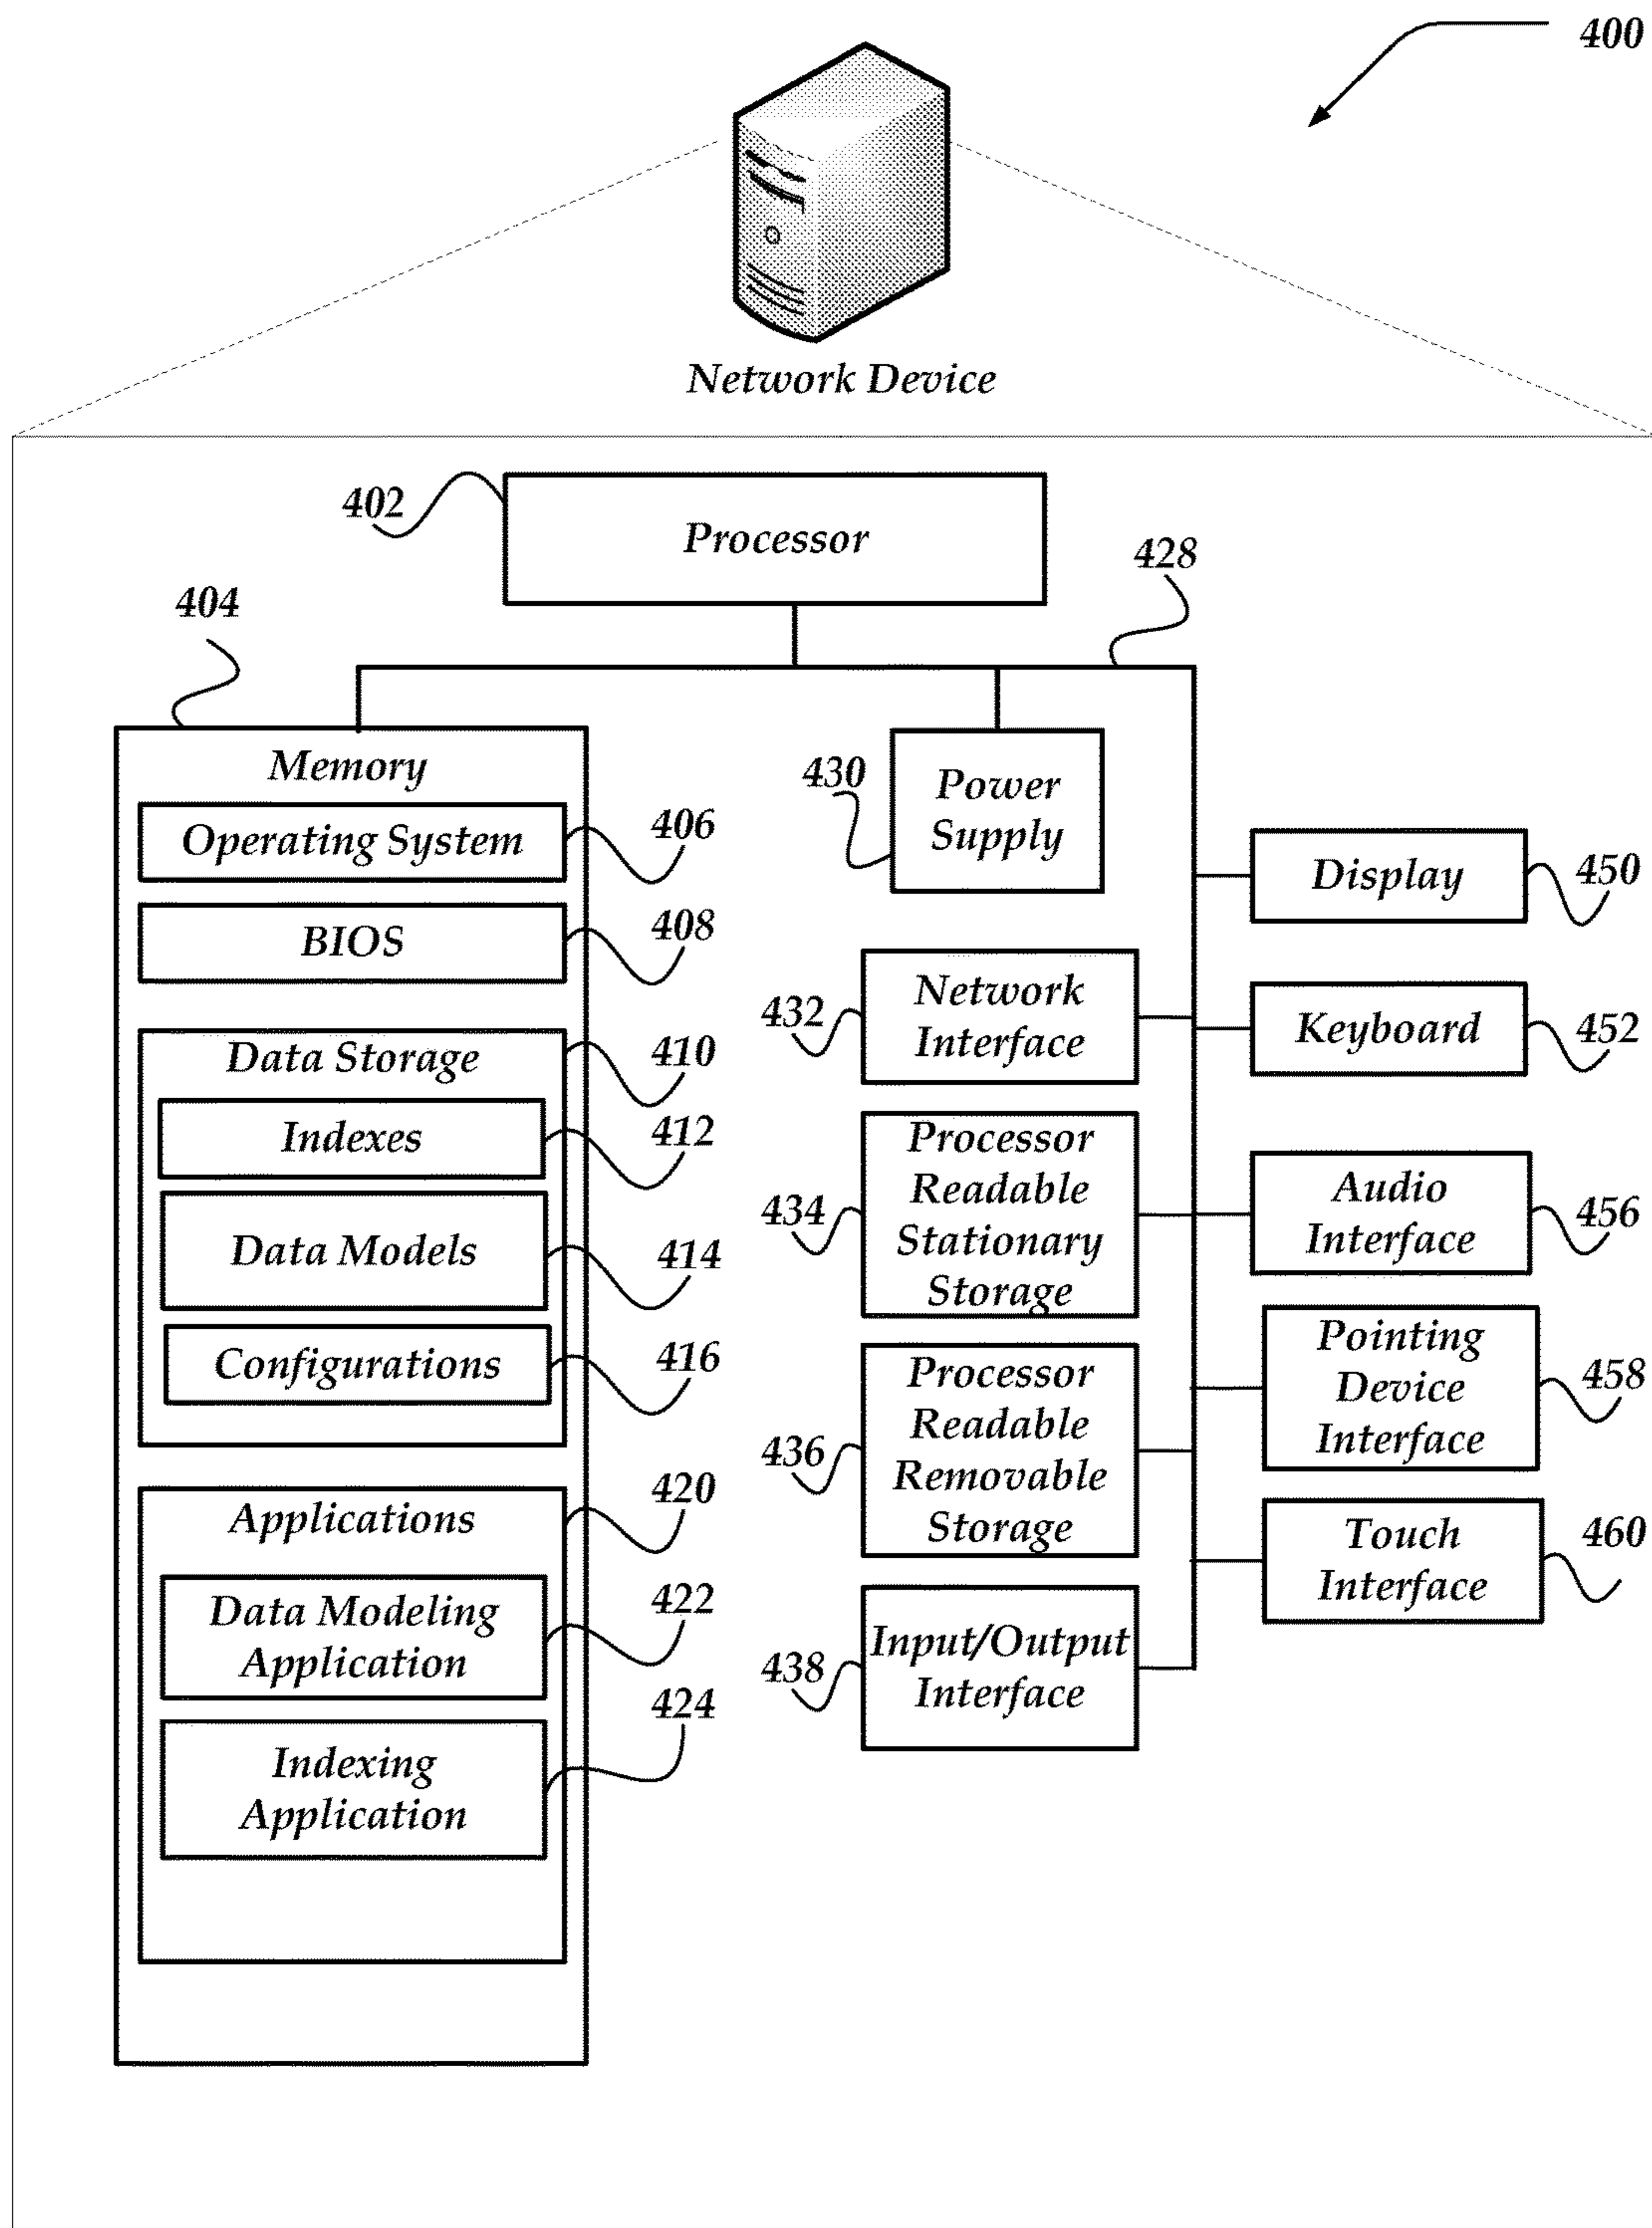 400
Network Device
402
Processor
428
404
Memory
Operating System
406
BIOS
408
Data Storage
410
Indexes
412
Data Models
414
Configurations
416
Applications
420
Data Modeling
Application
422
Indexing
Application
424
430
Power
Supply
432
Network
Interface
434
Processor
Readable
Stationary
Storage
436
Processor
Readable
Removable
Storage
438
Input/Output
Interface
Display
450
Keyboard
452
Audio
Interface
456
Pointing
Device
Interface
458
Touch
Interface
460